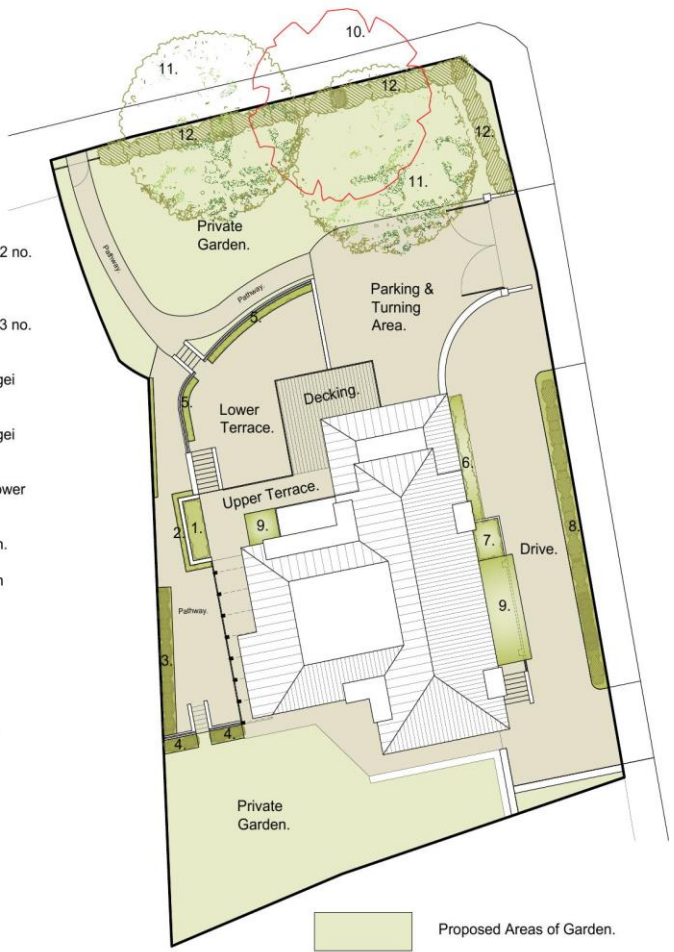 10.
11.
12.
12.
12.
11.
Private
Garden.
2 no.
Pathway.
Parking &
Turning
Area.
Pathway.
5.
3 no.
gei
Decking.
5.
Lower
Terrace.
gei
6.
ower
Upper Terrace.
2.
1.
9.
7.
Drive.
8.
n.
n
9.
Pathway.
3.
4.
4.
Private
Garden.
Proposed Areas of Garden.